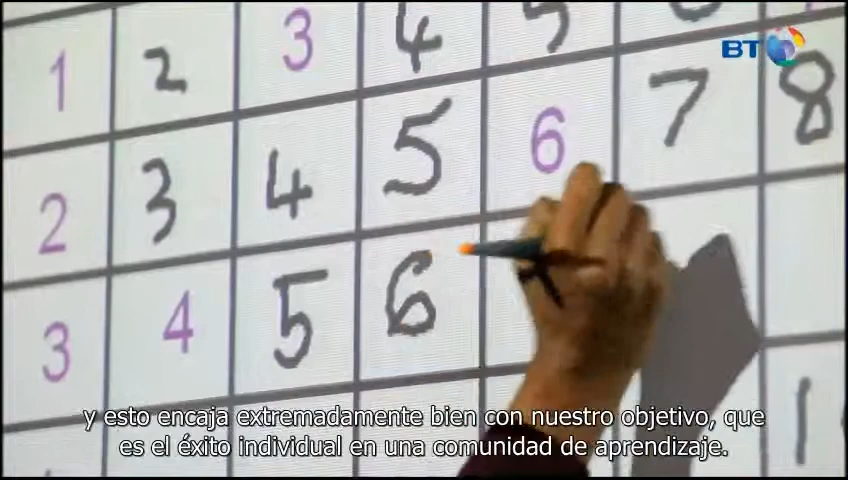 1 2 3 4 5
BT
2 3 4 5 6 7 8
3 4 5 6
1
y esto encaja extremadamente bien con nuestro objetivo, que
es el éxito individual en una comunidad de aprendizaje.